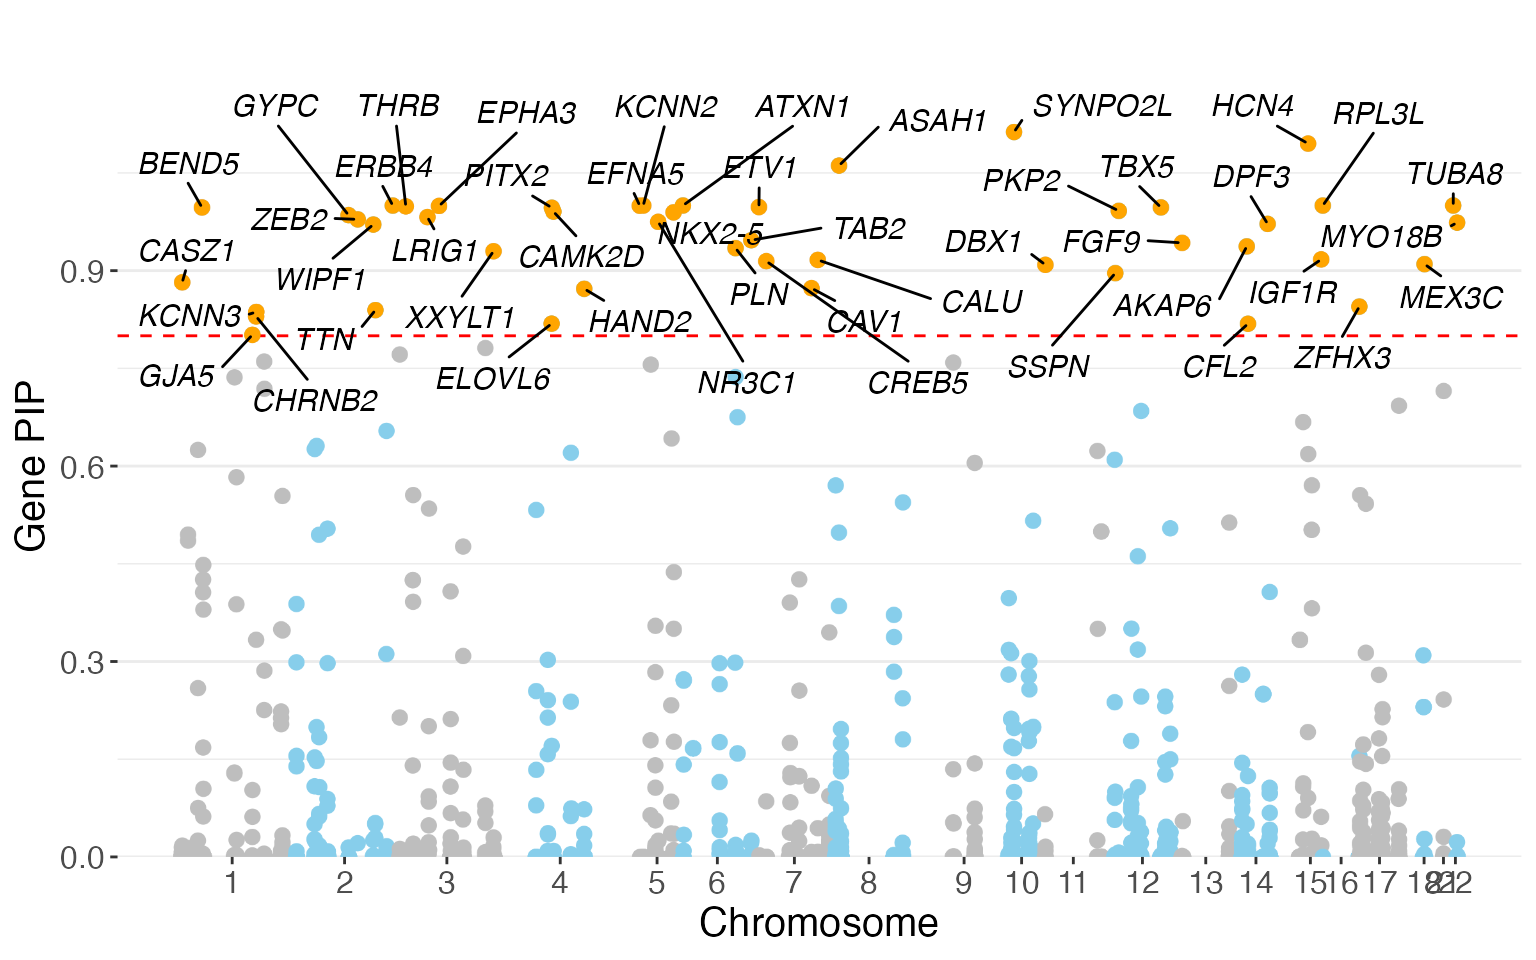 GYPC THRB EPHA3 KCNN2 ATXN1 ASAH1 SYNPO2L HCN4 RPL3L
BEND5 ERBB4 PITX2 EFNA5 ETV1 PKP2 TBX5 DPF3 TUBA8
ZEB2 LRIG1 CAMK2D NKX2-5 TAB2 DBX1 FGF9 MYO18B
CASZ1 WIPF1 XXYLT1 HAND2 PLN CAV1 CALU AKAP6 IGF1R MEX3C
KCNN3 TTN
GJA5 CHRNB2 ELOVL6 NR3C1 CREB5 SSPN CFL2 ZFHX3
0.9
0.6
0.3
0.0
Gene PIP
1 2 3 4 5 6 7 8 9 10 11 12 13 14 15 16 17 18 22
Chromosome